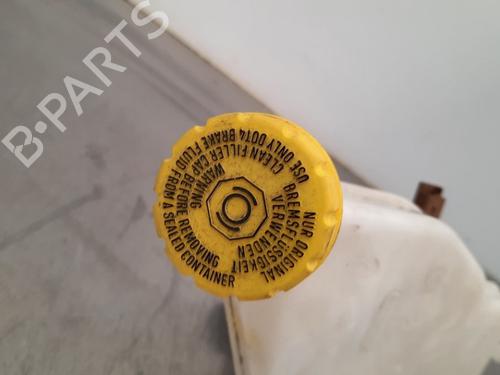 B-PARTS
WARNING
CLEAN FILLER CAP BEFORE REMOVING
USE ONLY DOT4 BRAKE FLUID FROM A SEALED CONTAINER
NUR ORIGINAL
BREMSFLÜSSIGKEIT
VERWENDEN